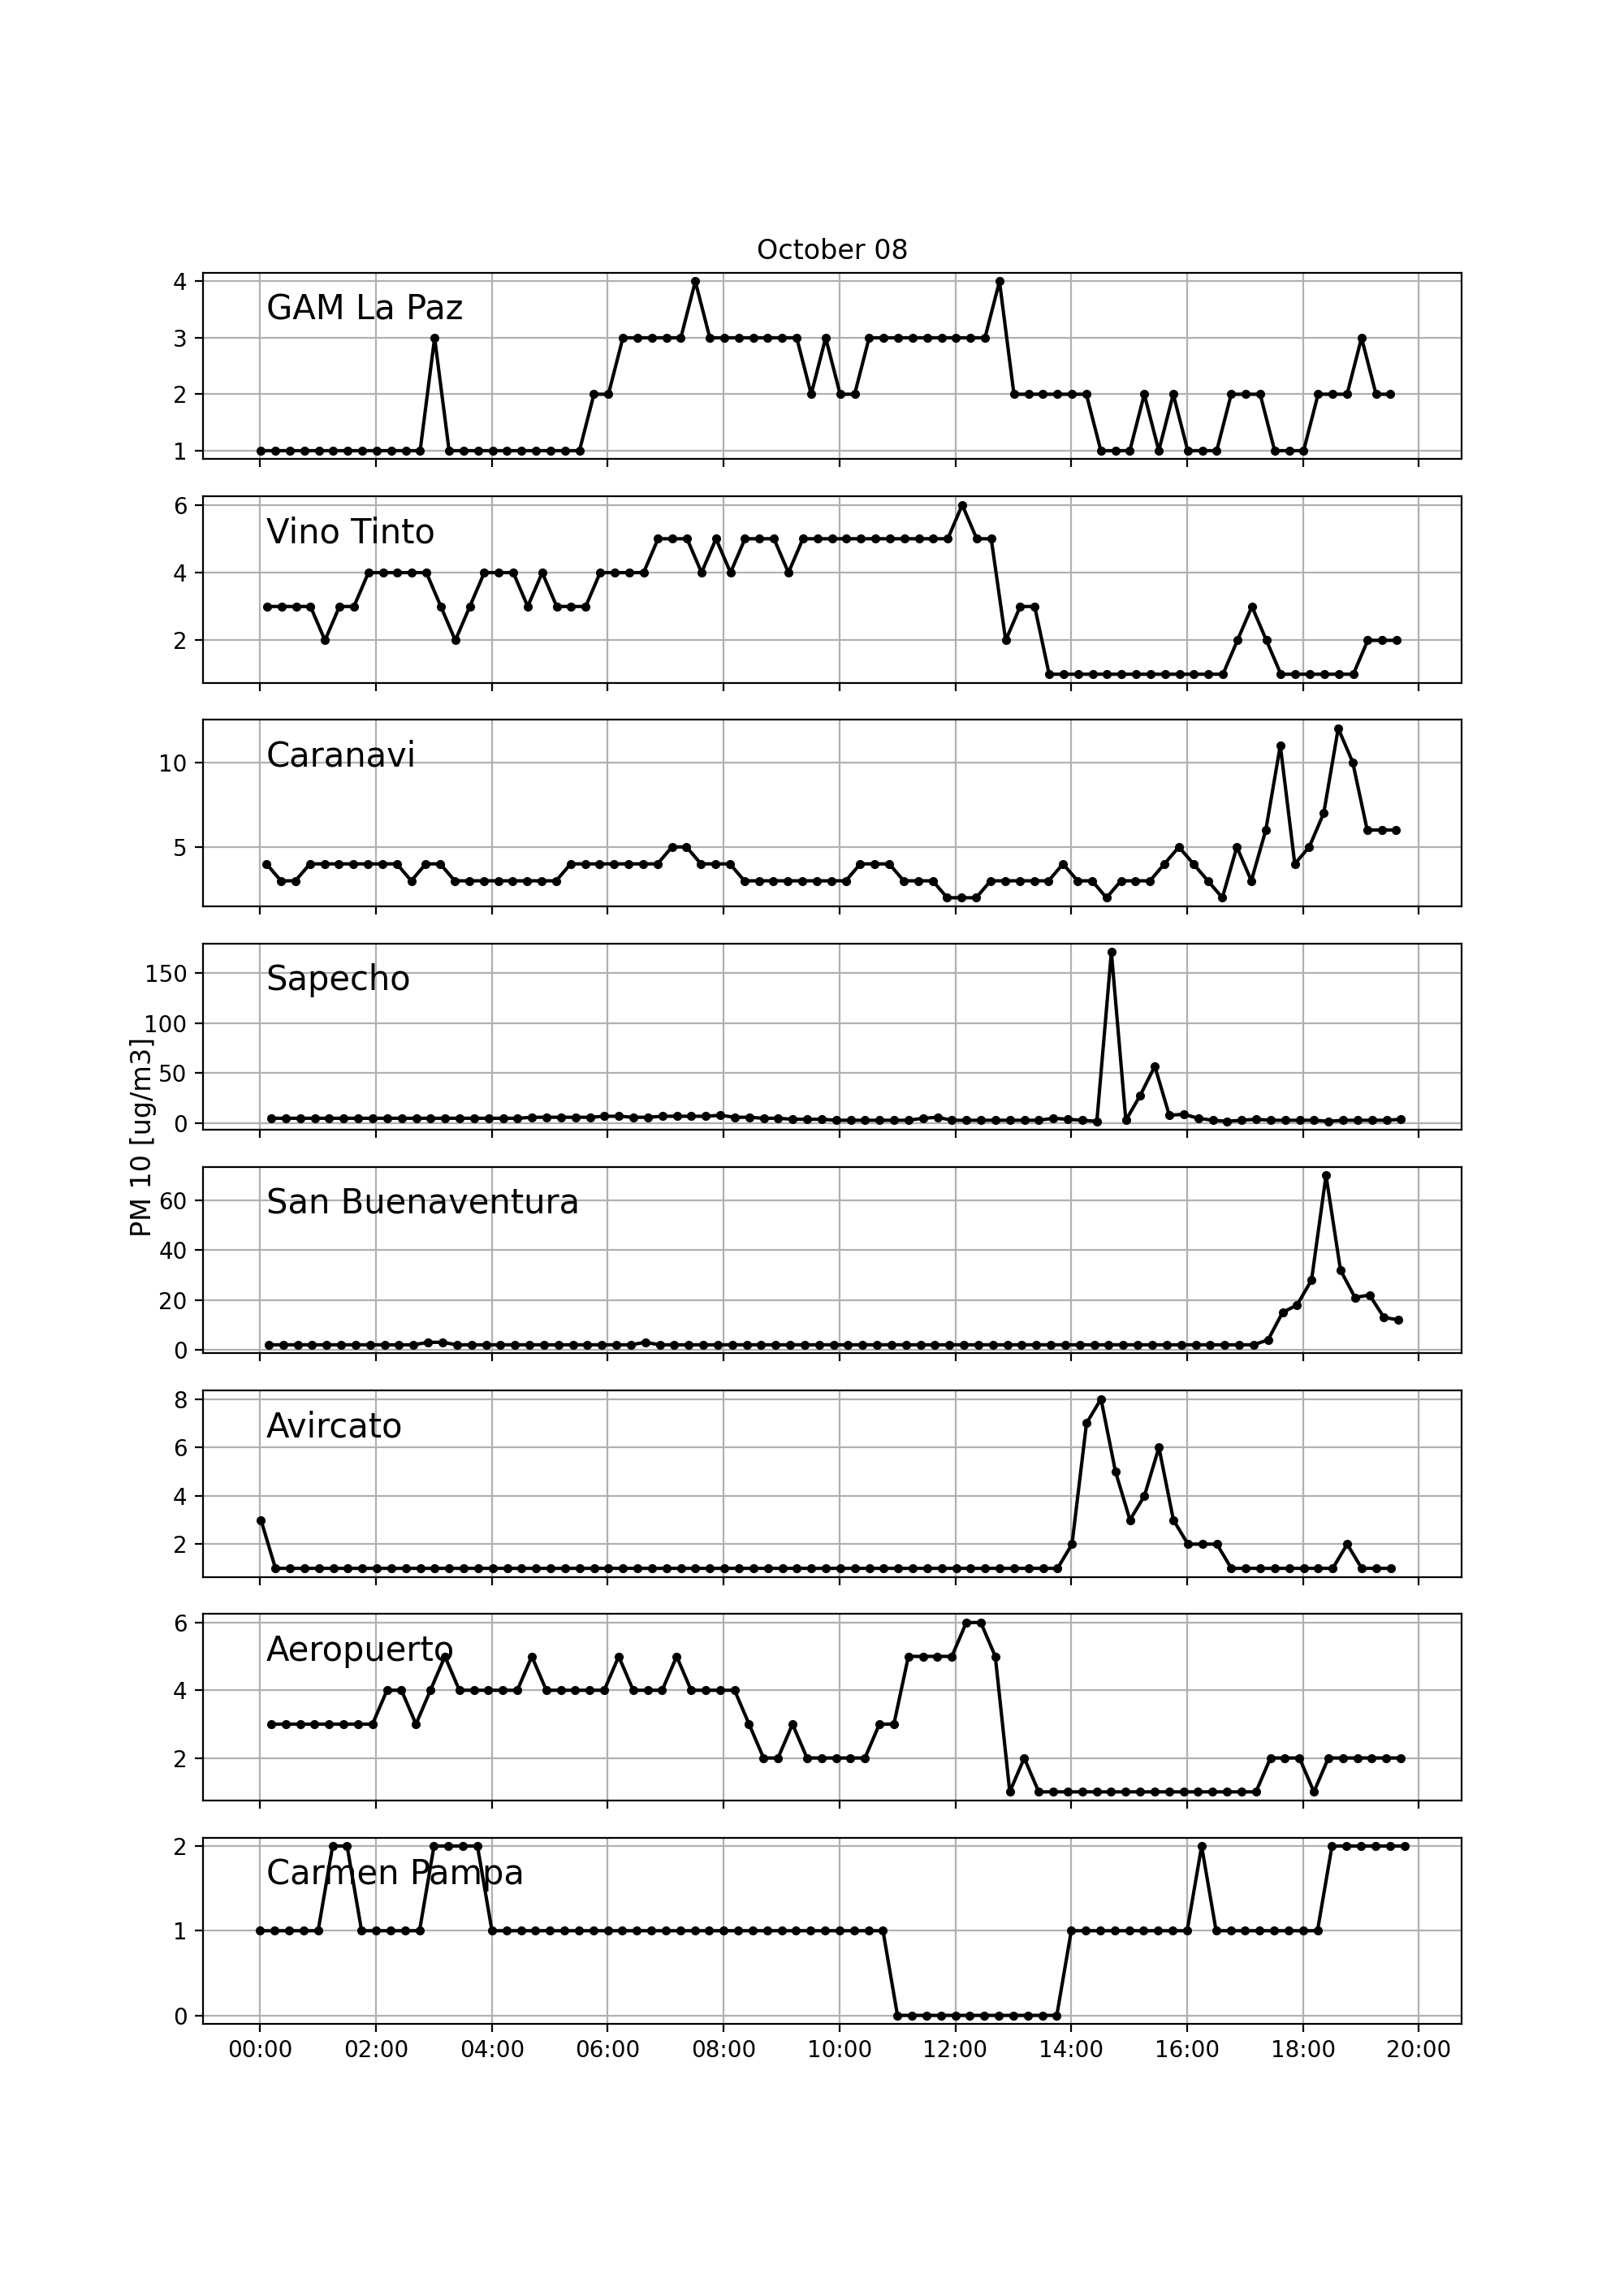 October 08
4
3
2
1
GAM La Paz
6
4
2
Vino Tinto
10
5
Caranavi
150
100
50
0
Sapecho
PM 10 [ug/m3]
60
40
20
0
San Buenaventura
8
6
4
2
Avircato
6
4
2
Aeropuerto
2
1
0
Carmen Pampa
00:00 02:00 04:00 06:00 08:00 10:00 12:00 14:00 16:00 18:00 20:00